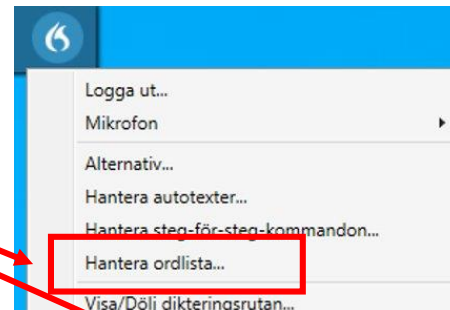 Logga ut...
Mikrofon
Alternativ...
Hantera autotexter...
Hantera steg-för-steg-kommandon...
Hantera ordlista...
Visa/Dölj dikteringsrutan...